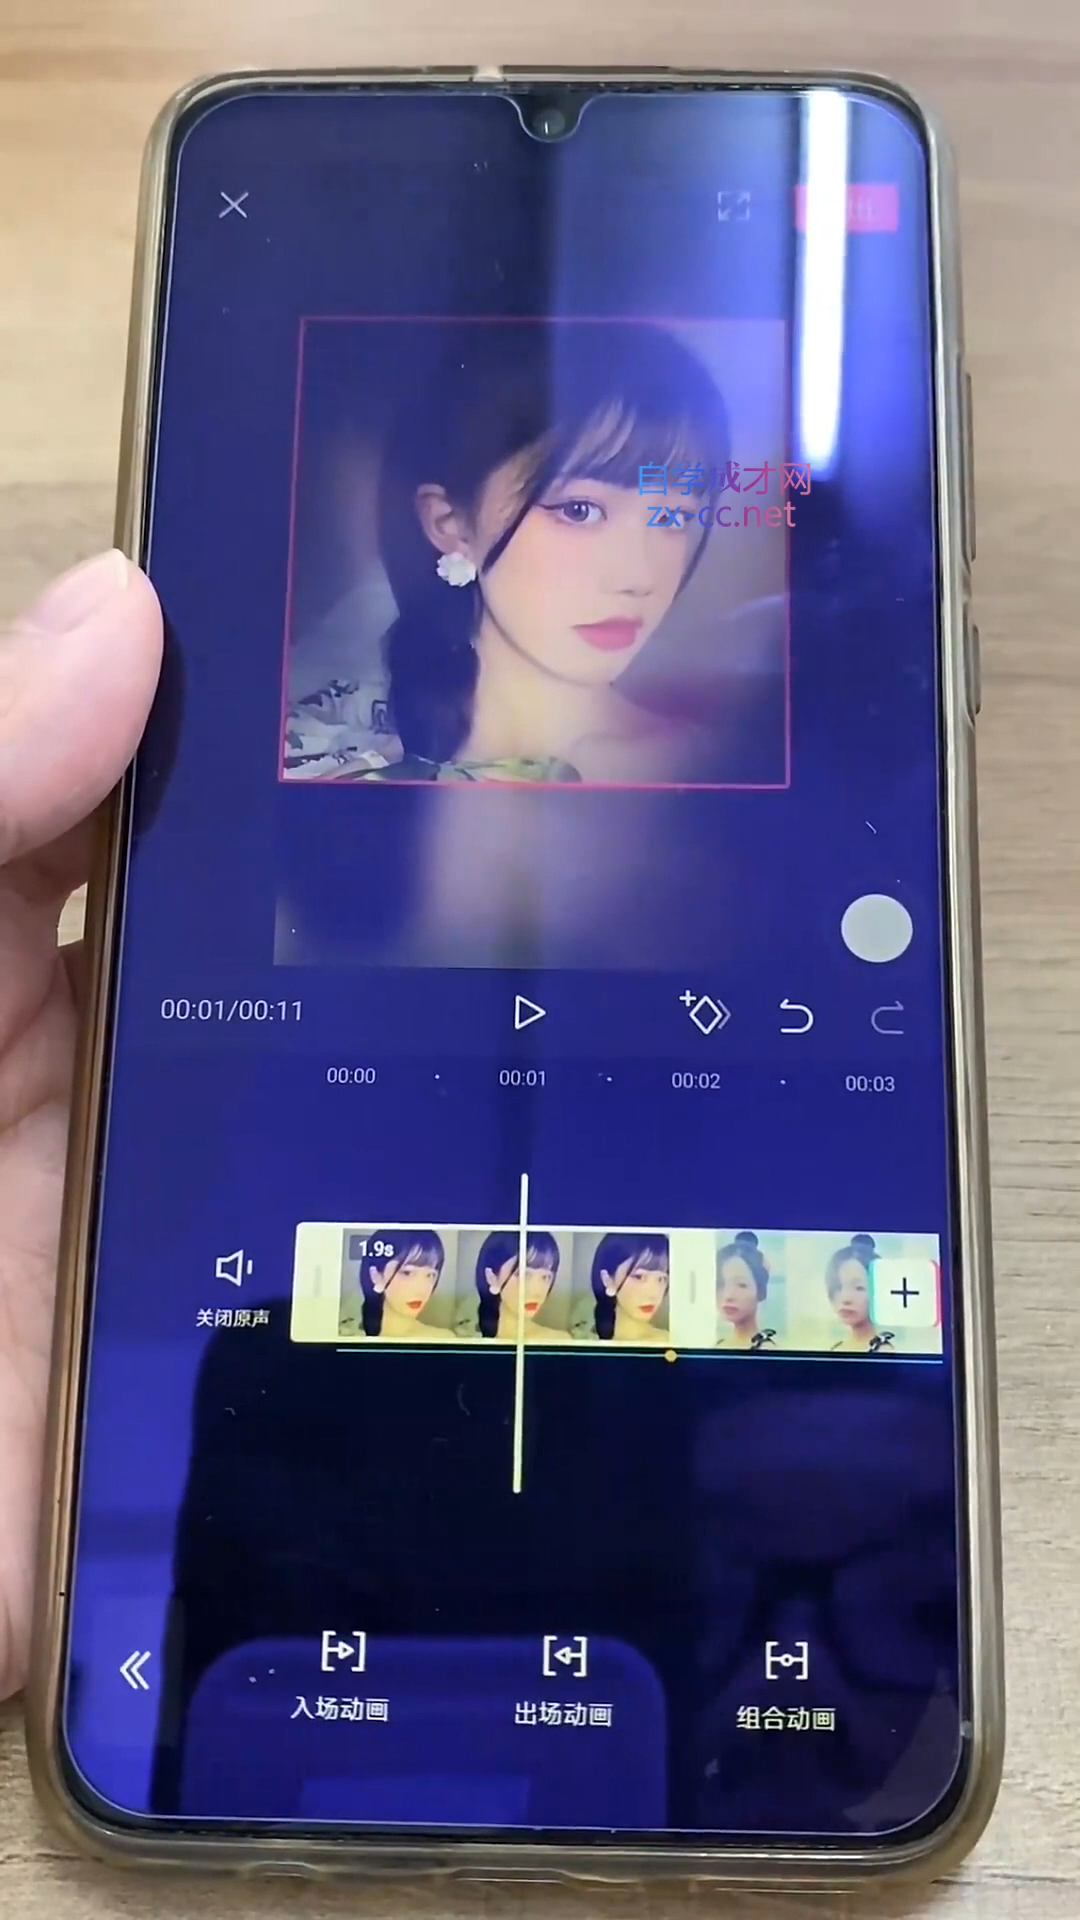 自学成才网
zx-cc.net
00:01/00:11
00:00
00:01
00:02
00:03
1.9s
关闭原声
入场动画
出场动画
组合动画